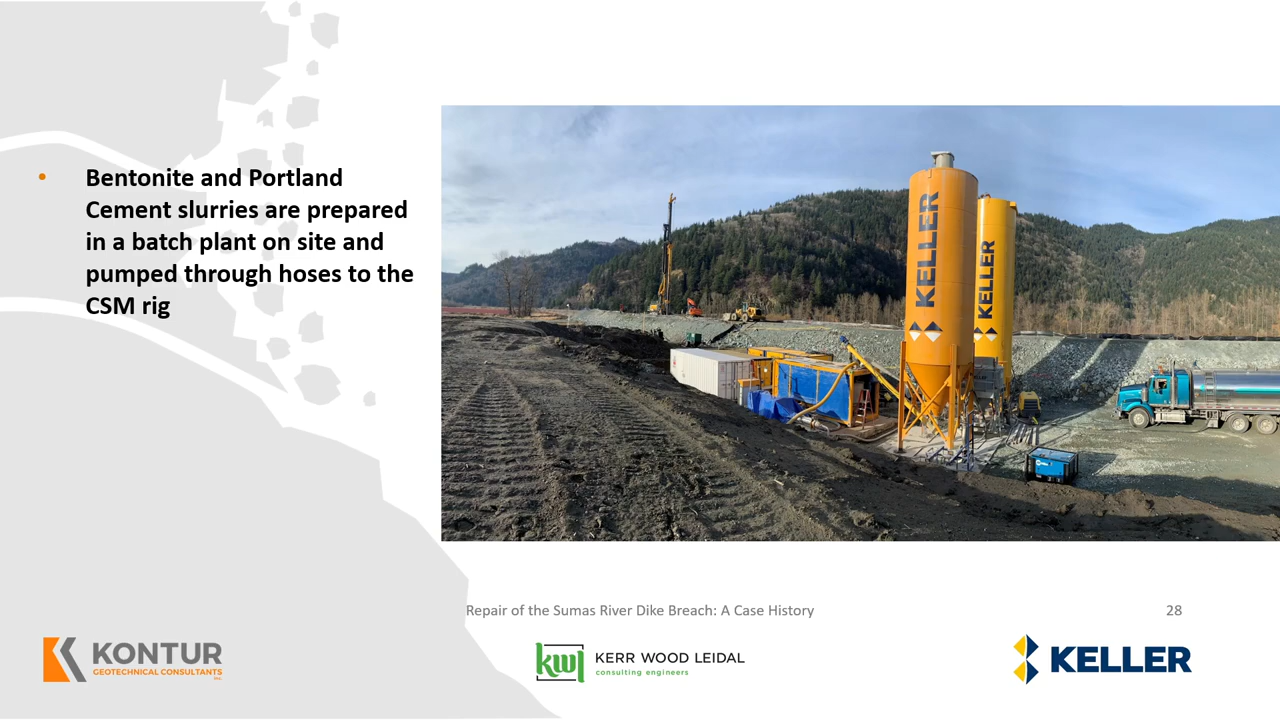 Bentonite and Portland
Cement slurries are prepared
in a batch plant on site and
pumped through hoses to the
CSM rig
KELLER
KELLER
Repair of the Sumas River Dike Breach: A Case History
28
KONTUR
GEOTECHNICAL CONSULTANTS
Inc.
kwl
KERR WOOD LEIDAL
consulting engineers
KELLER